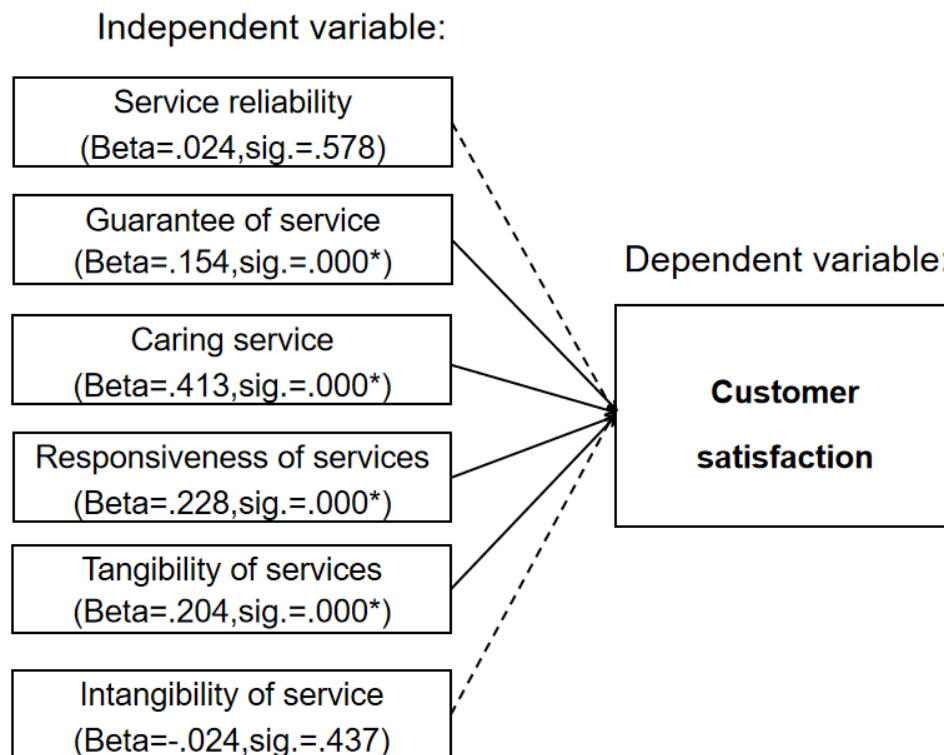 Independent variable:
Service reliability
(Beta=.024,sig.=.578)
Guarantee of service
(Beta=.154,sig.=.000*)
Dependent variable:
Caring service
(Beta=.413,sig.=.000*)
Customer
satisfaction
Responsiveness of services
(Beta=.228,sig.=.000*)
Tangibility of services
(Beta=.204,sig.=.000*)
Intangibility of service
(Beta=-.024,sig.=.437)